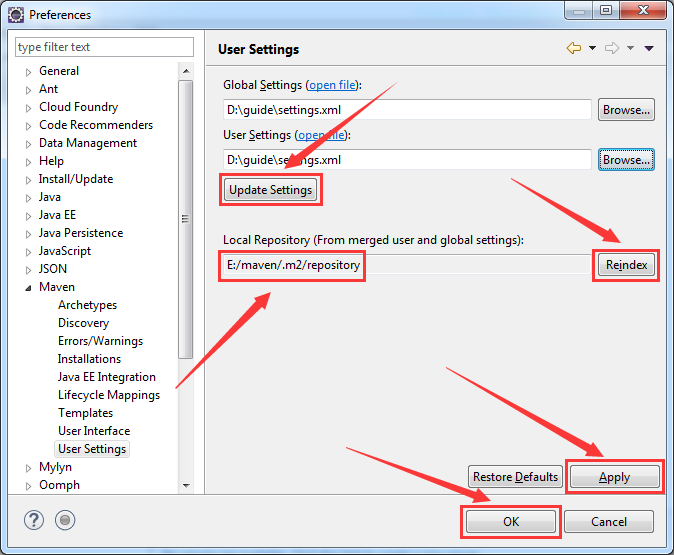 Preferences
type filter text
General
Ant
Cloud Foundry
Code Recommenders
Data Management
Help
Install/Update
Java
Java EE
Java Persistence
JavaScript
JSON
Maven
Archetypes
Discovery
Errors/Warnings
Installations
Java EE Integration
Lifecycle Mappings
Templates
User Interface
User Settings
Mylyn
Oomph
User Settings
Global Settings (open file):
D:\guide\settings.xml Browse...
User Settings (open file):
D:\guide\settings.xml Browse...
Update Settings
Local Repository (From merged user and global settings):
E:/maven/.m2/repository Reindex
Restore Defaults Apply
? OK Cancel